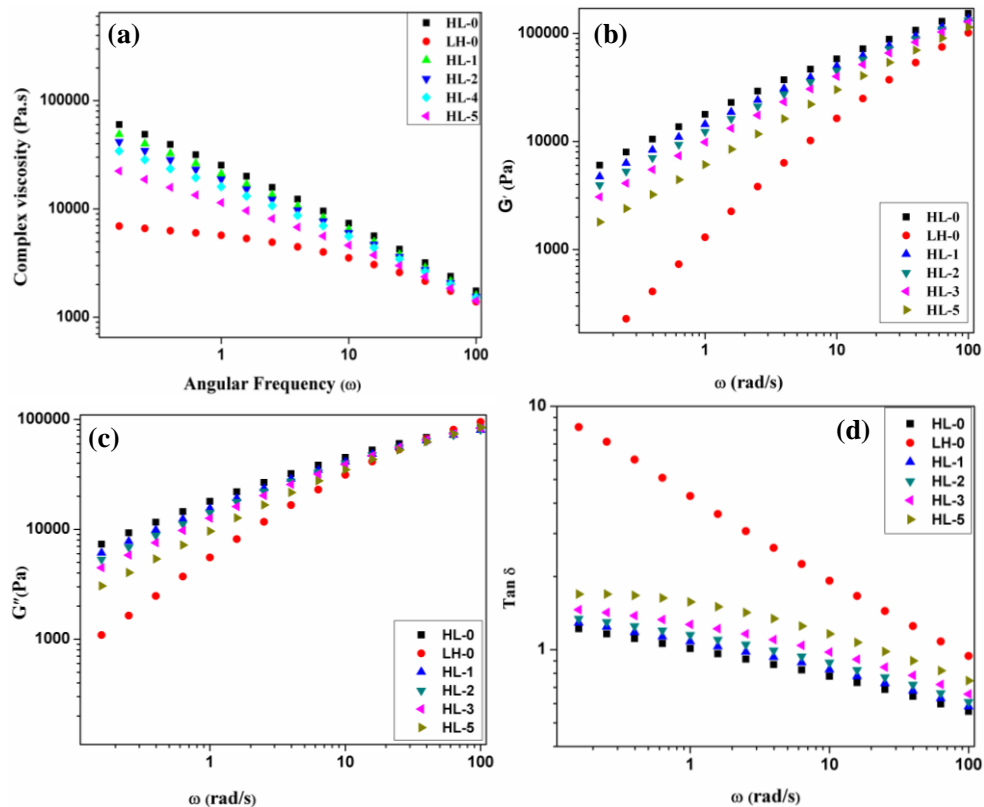 (a)
HL-0
LH-0
HL-1
HL-2
HL-4
HL-5
Complex viscosity (Pa.s)
100000
10000
1000
1 10 100
Angular Frequency (ω)
(b)
G' (Pa)
100000
10000
1000
HL-0
LH-0
HL-1
HL-2
HL-3
HL-5
1 10 100
ω (rad/s)
(c)
G"(Pa)
100000
10000
1000
HL-0
LH-0
HL-1
HL-2
HL-3
HL-5
1 10 100
ω (rad/s)
(d)
Tan δ
10
1
HL-0
LH-0
HL-1
HL-2
HL-3
HL-5
1 10 100
ω (rad/s)